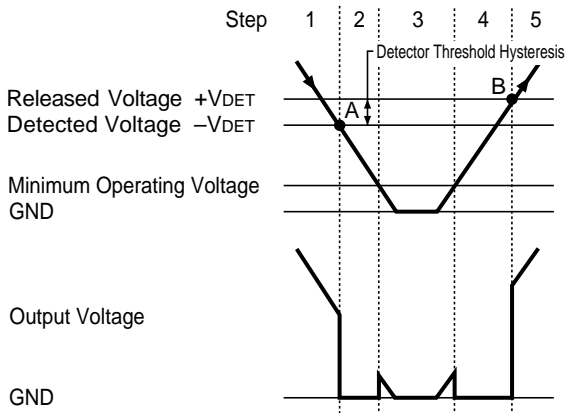 Step 1 2 3 4 5
Detector Threshold Hysteresis
Released Voltage +VDET
A
B
Detected Voltage –VDET
Minimum Operating Voltage
GND
Output Voltage
GND